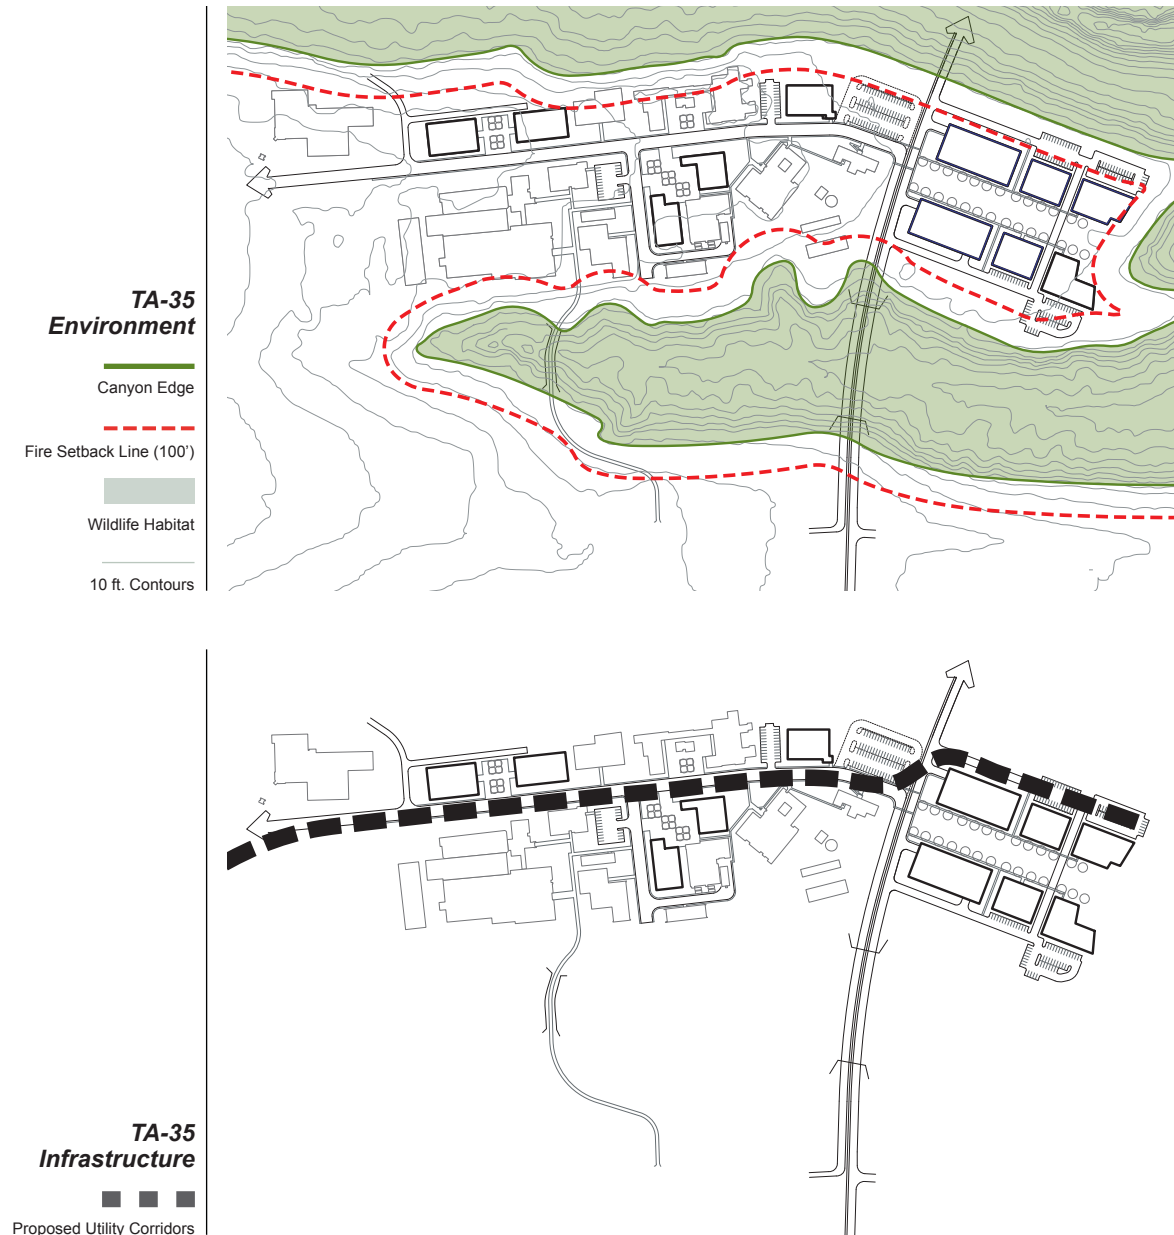 TA-35
Environment
Canyon Edge
Fire Setback Line (100’)
Wildlife Habitat
10 ft. Contours
TA-35
Infrastructure
Proposed Utility Corridors